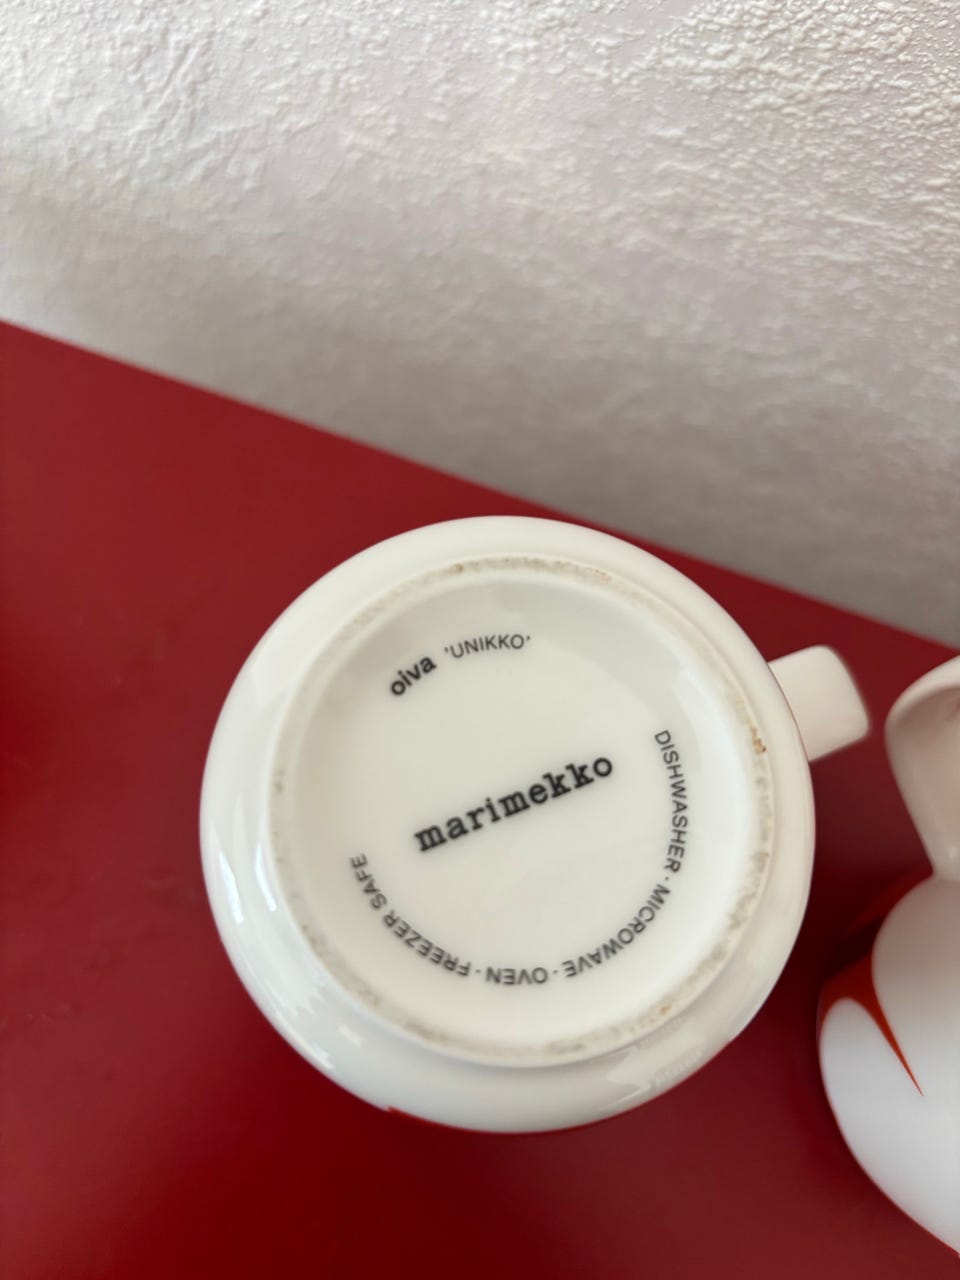 oiva 'UNIKKO'
marimekko
DISHWASHER · MICROWAVE · OVEN · FREEZER SAFE